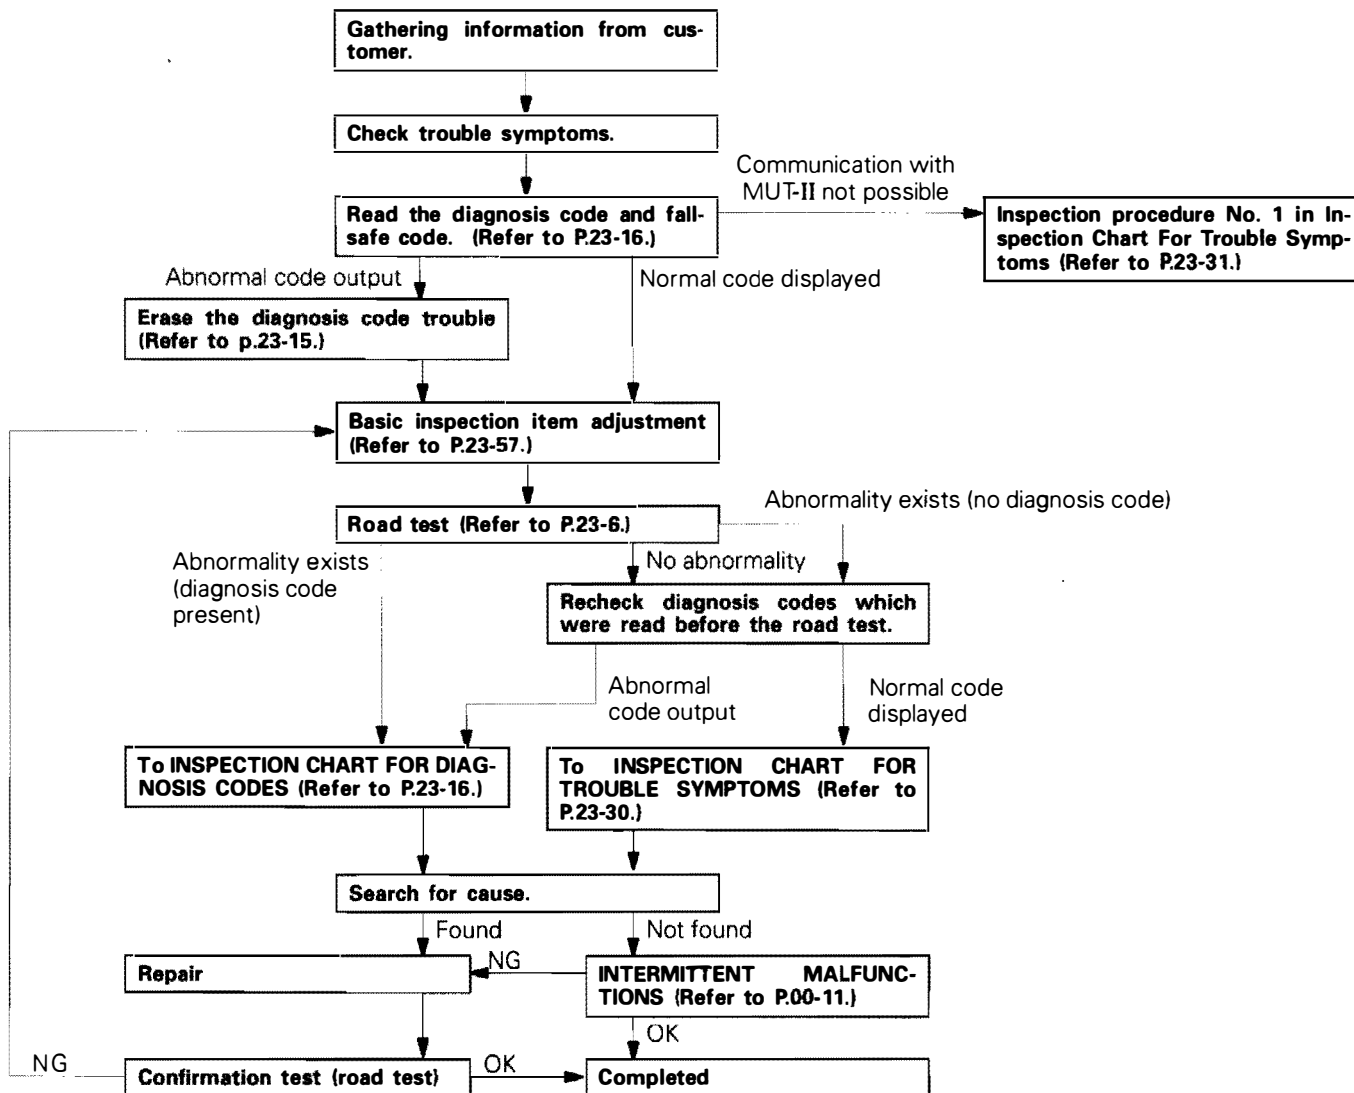 Gathering information from cus-
tomer.
Check trouble symptoms.
Communication with
MUT-II not possible
Read the diagnosis code and fall-
safe code. (Refer to P.23-16.)
Inspection procedure No. 1 in In-
spection Chart For Trouble Symp-
toms (Refer to P.23-31.)
Abnormal code output
Normal code displayed
Erase the diagnosis code trouble
(Refer to p.23-15.)
Basic inspection item adjustment
(Refer to P.23-57.)
Abnormality exists (no diagnosis code)
Road test (Refer to P.23-6.)
Abnormality exists
(diagnosis code
present)
No abnormality
Recheck diagnosis codes which
were read before the road test.
Abnormal
code output
Normal code
displayed
To INSPECTION CHART FOR DIAG-
NOSIS CODES (Refer to P.23-16.)
To INSPECTION CHART FOR
TROUBLE SYMPTOMS (Refer to
P.23-30.)
Search for cause.
Found
Not found
Repair
NG
INTERMITTENT MALFUNC-
TIONS (Refer to P.00-11.)
OK
NG
Confirmation test (road test)
OK
Completed